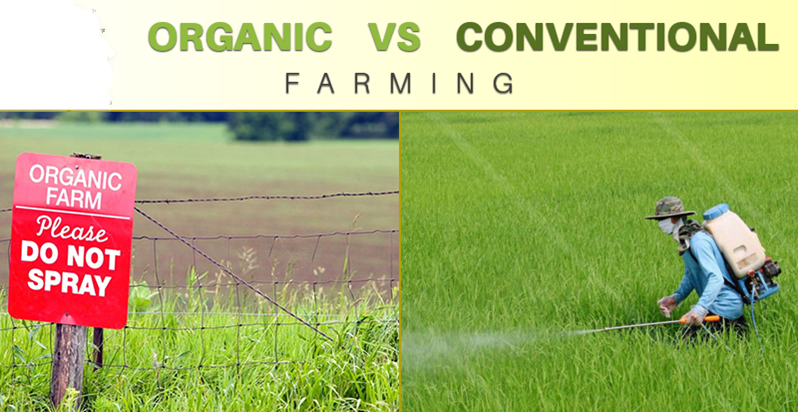 ORGANIC VS CONVENTIONAL
FARMING
ORGANIC
FARM
Please
DO NOT
SPRAY